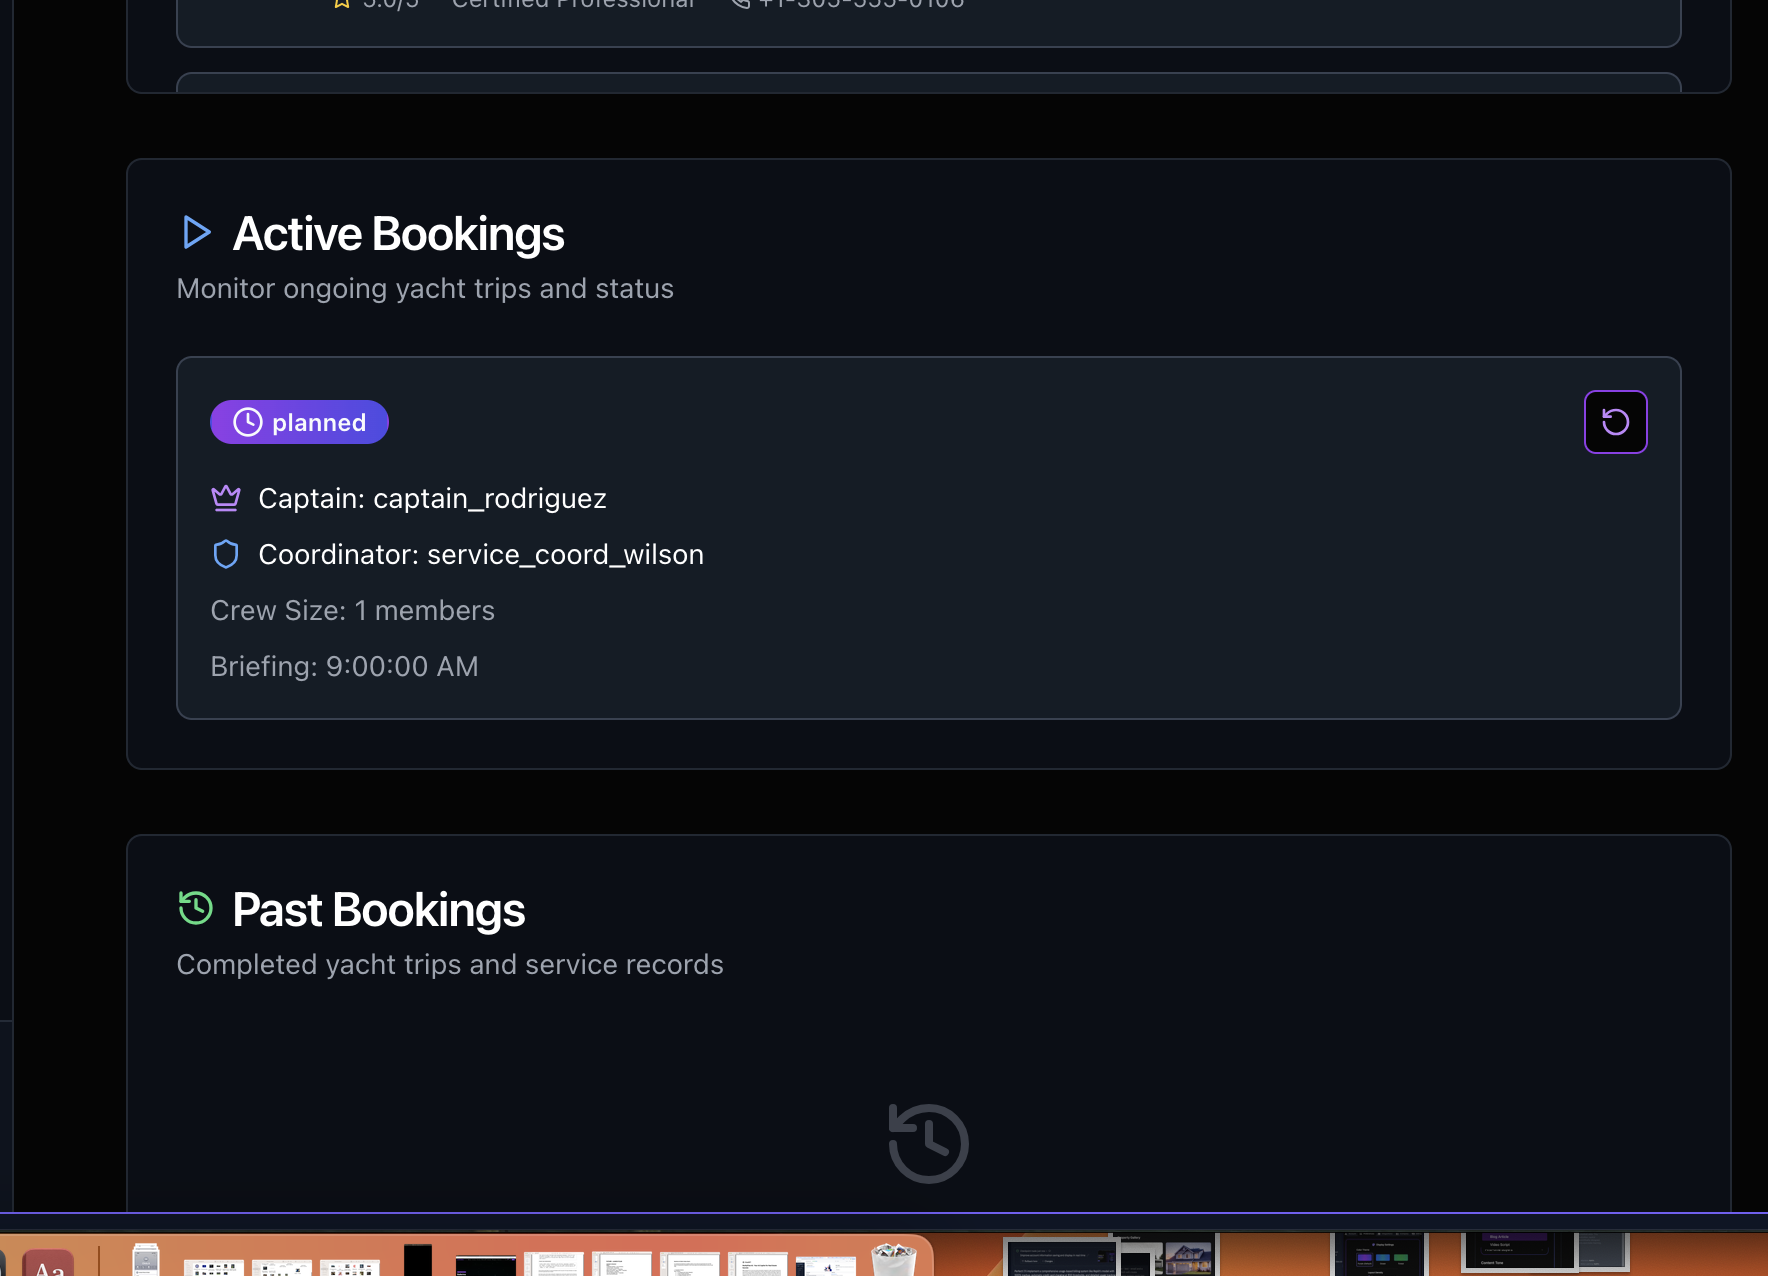 5.0/5 Certified Professional +1-305-555-0106
Active Bookings
Monitor ongoing yacht trips and status
planned
Captain: captain_rodriguez
Coordinator: service_coord_wilson
Crew Size: 1 members
Briefing: 9:00:00 AM
Past Bookings
Completed yacht trips and service records
Aa